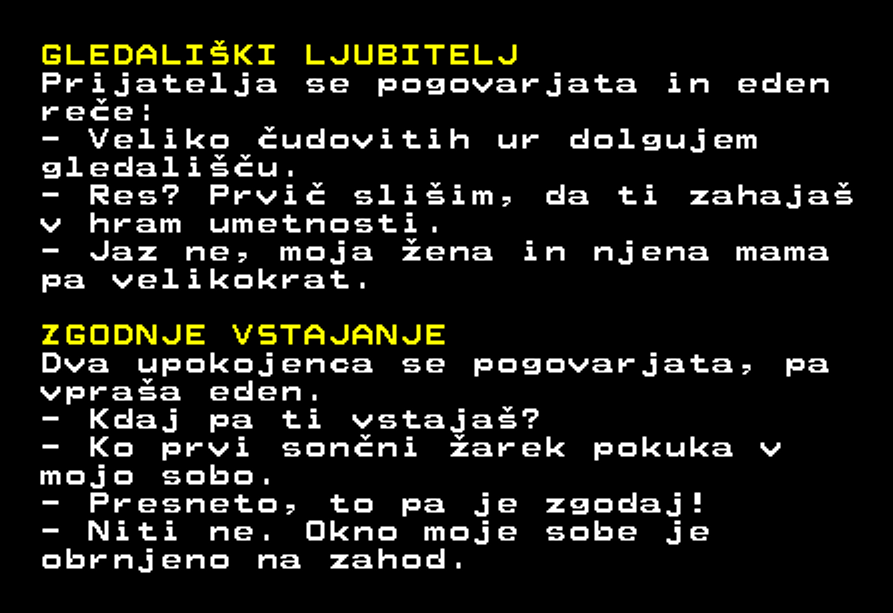 GLEDALIŠKI LJUBITELJ
Prijatelja se pogovarjata in eden
reče:
- Veliko čudovitih ur dolgujem
gledališču.
- Res? Prvič slišim, da ti zahajaš
v hram umetnosti.
- Jaz ne, moja žena in njena mama
pa velikokrat.
ZGODNJE VSTAJANJE
Dva upokojenca se pogovarjata, pa
vpraša eden.
- Kdaj pa ti vstajaš?
- Ko prvi sončni žarek pokuka v
mojo sobo.
- Presneto, to pa je zgodaj!
- Niti ne. Okno moje sobe je
obrnjeno na zahod.